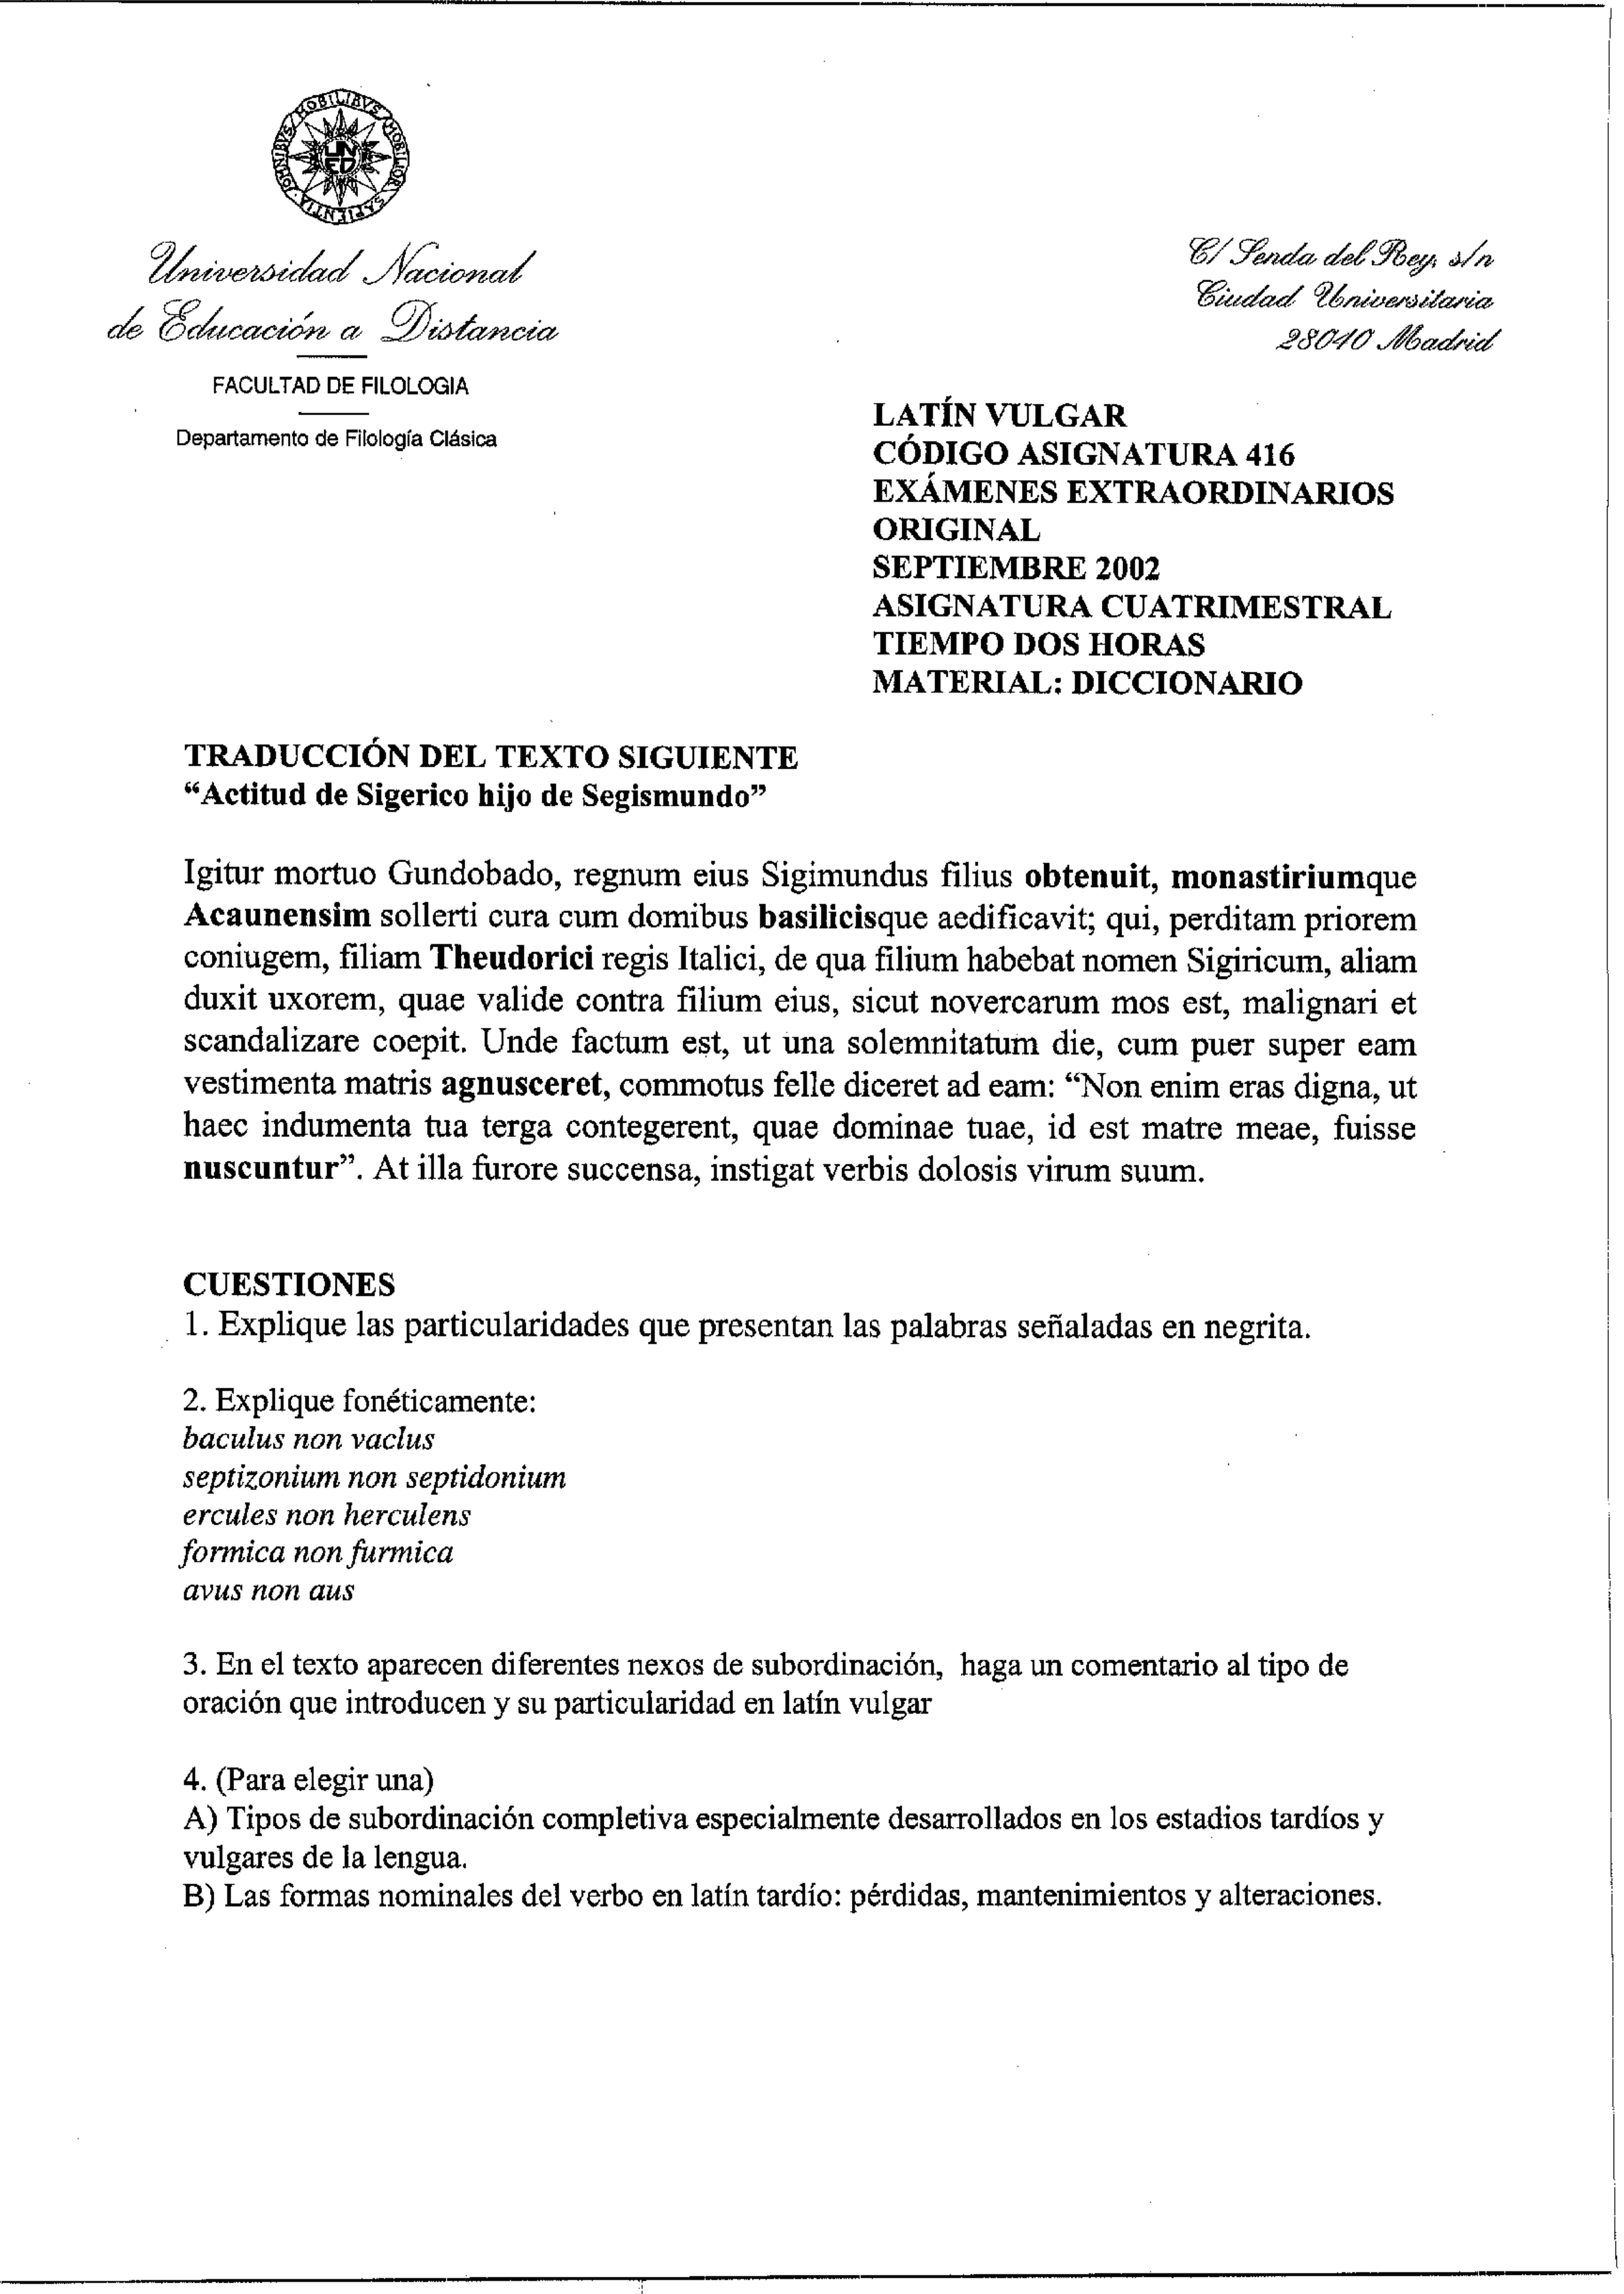 OMNIBVS MOBILIBVS MOBILIOR SAPIENTIA
UN
ED
Universidad Nacional
de Educación a Distancia
FACULTAD DE FILOLOGIA
Departamento de Filología Clásica
C/ Senda del Rey, s/n
Ciudad Universitaria
28040 Madrid
LATÍN VULGAR
CÓDIGO ASIGNATURA 416
EXÁMENES EXTRAORDINARIOS
ORIGINAL
SEPTIEMBRE 2002
ASIGNATURA CUATRIMESTRAL
TIEMPO DOS HORAS
MATERIAL: DICCIONARIO
TRADUCCIÓN DEL TEXTO SIGUIENTE
“Actitud de Sigerico hijo de Segismundo”
Igitur mortuo Gundobado, regnum eius Sigimundus filius obtenuit, monastiriumque
Acaunensim sollerti cura cum domibus basilicisque aedificavit; qui, perditam priorem
coniugem, filiam Theudorici regis Italici, de qua filium habebat nomen Sigiricum, aliam
duxit uxorem, quae valide contra filium eius, sicut novercarum mos est, malignari et
scandalizare coepit. Unde factum est, ut una solemnitatum die, cum puer super eam
vestimenta matris agnusceret, commotus felle diceret ad eam: “Non enim eras digna, ut
haec indumenta tua terga contegerent, quae dominae tuae, id est matre meae, fuisse
nuscuntur”. At illa furore succensa, instigat verbis dolosis virum suum.
CUESTIONES
1. Explique las particularidades que presentan las palabras señaladas en negrita.
2. Explique fonéticamente:
baculus non vaclus
septizonium non septidonium
ercules non herculens
formica non furmica
avus non aus
3. En el texto aparecen diferentes nexos de subordinación, haga un comentario al tipo de
oración que introducen y su particularidad en latín vulgar
4. (Para elegir una)
A) Tipos de subordinación completiva especialmente desarrollados en los estadios tardíos y
vulgares de la lengua.
B) Las formas nominales del verbo en latín tardío: pérdidas, mantenimientos y alteraciones.